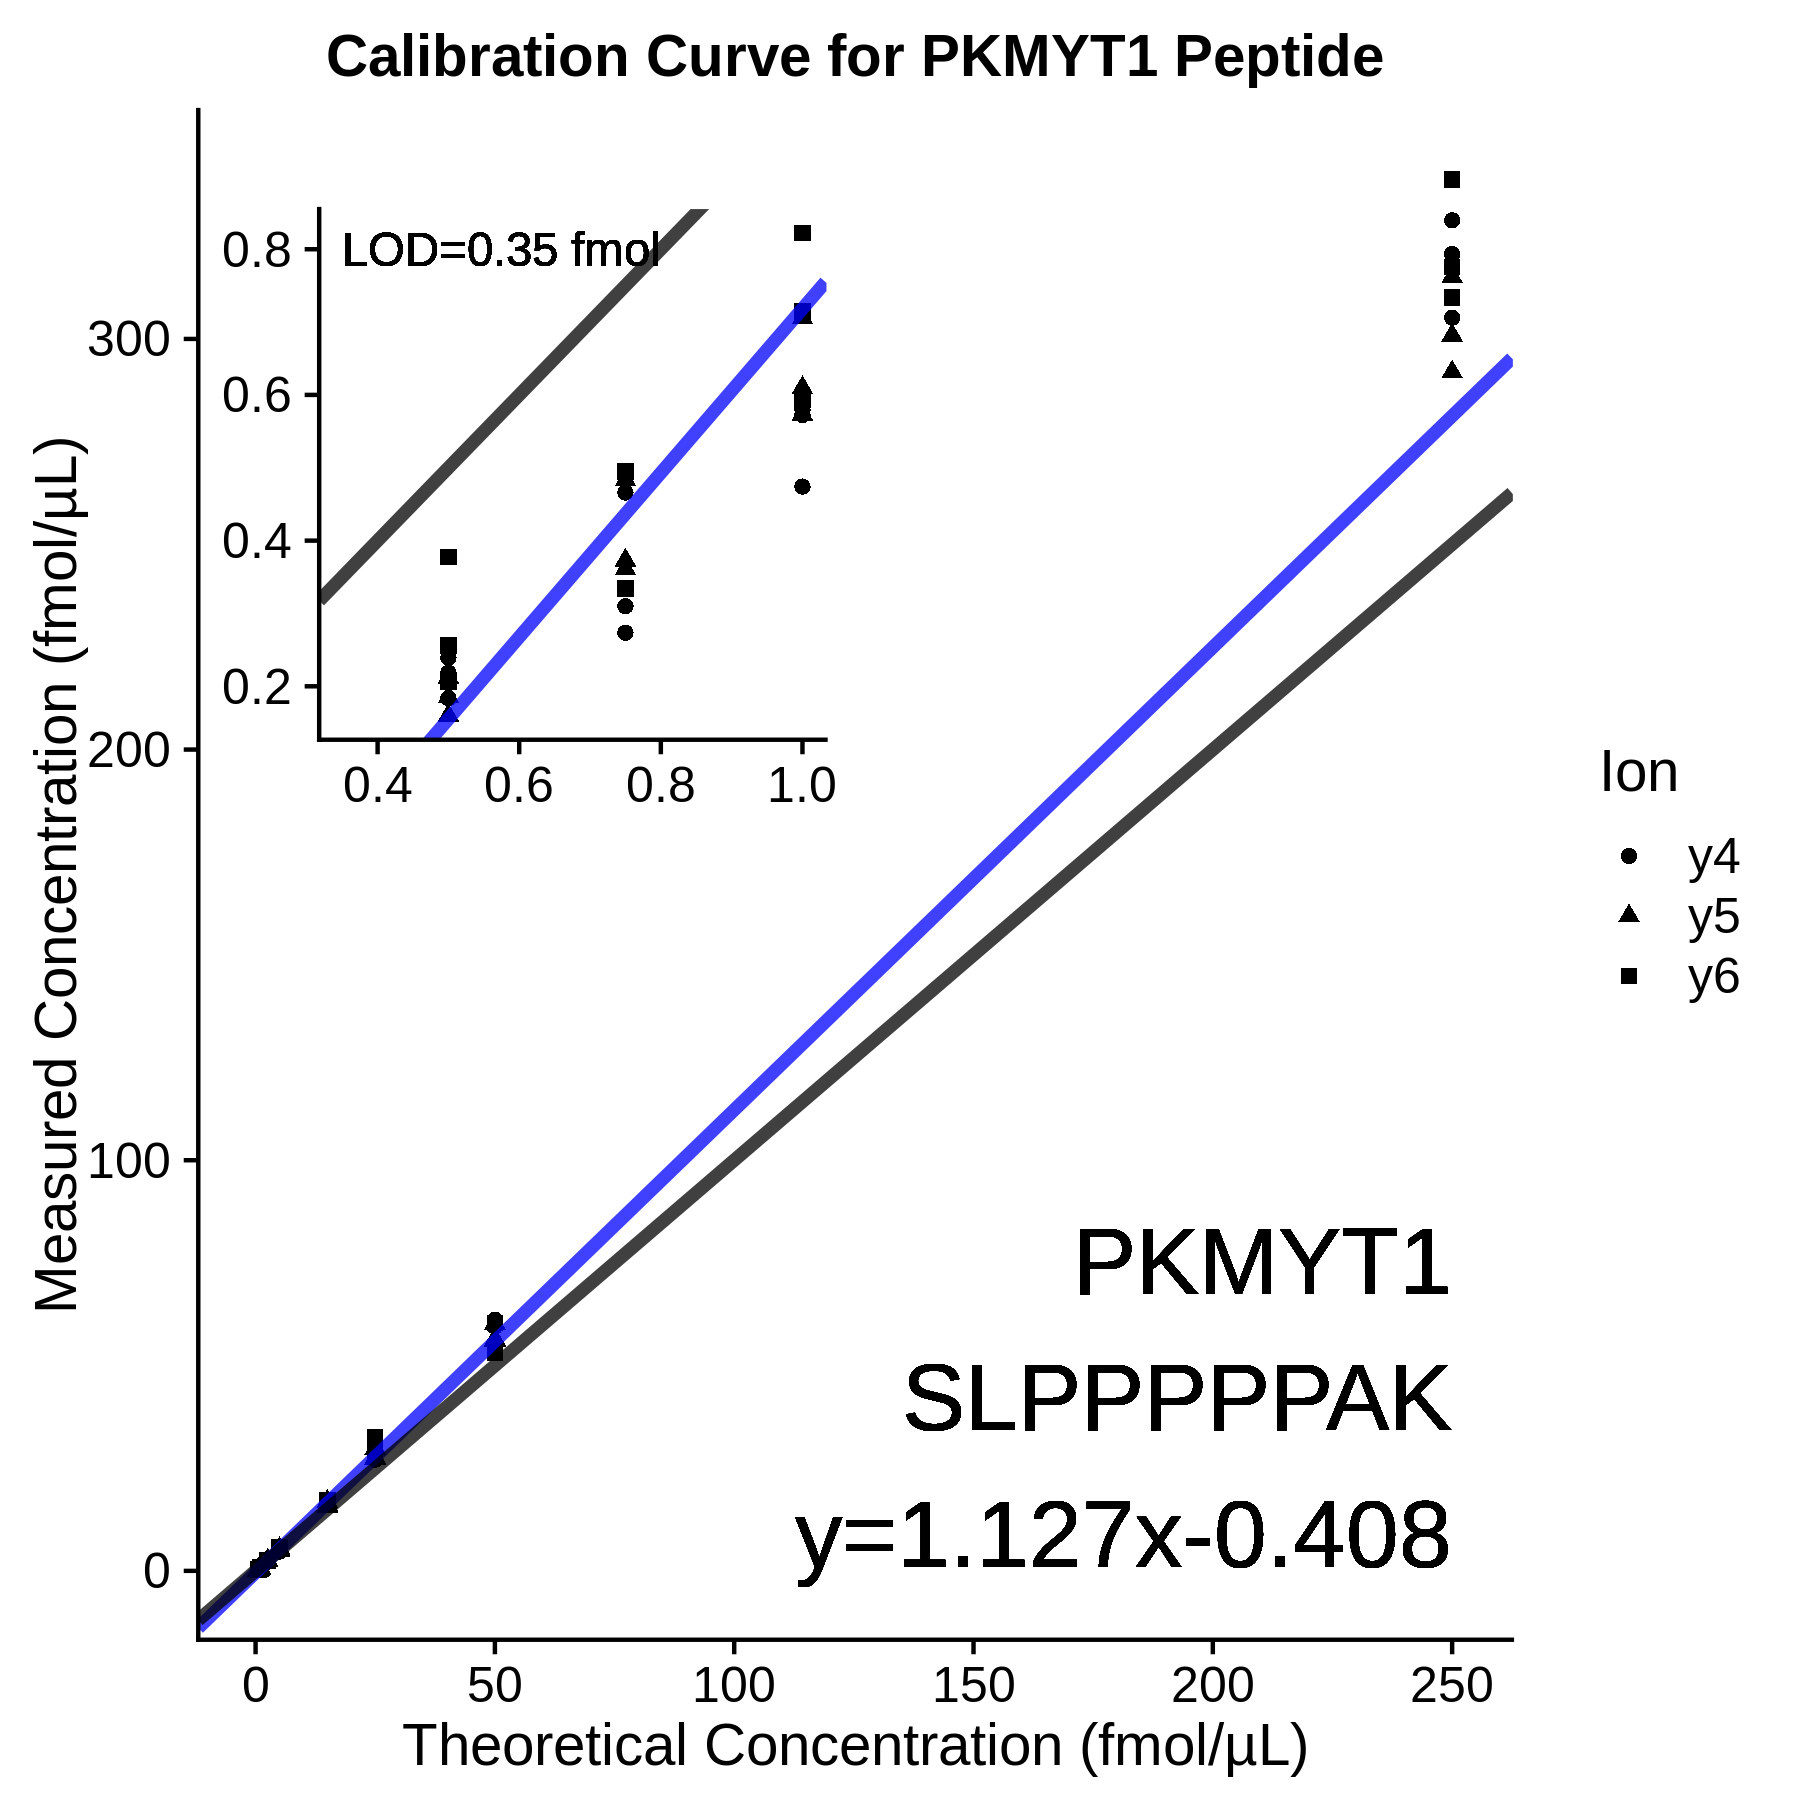 Calibration Curve for PKMYT1 Peptide
Measured Concentration (fmol/µL)
300
200
100
0
LOD=0.35 fmol
0.8
0.6
0.4
0.2
0.4 0.6 0.8 1.0
Ion
y4
y5
y6
PKMYT1
SLPPPPPAK
y=1.127x-0.408
0 50 100 150 200 250
Theoretical Concentration (fmol/µL)